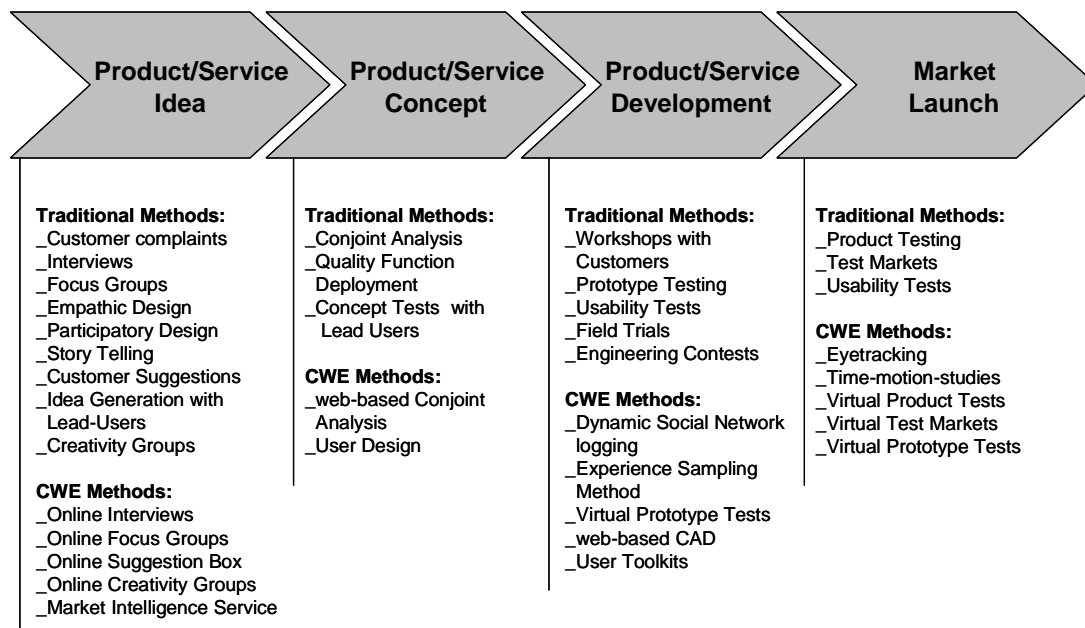 Product/Service
Idea
Product/Service
Concept
Product/Service
Development
Market
Launch
Traditional Methods:
_Customer complaints
_Interviews
_Focus Groups
_Empathic Design
_Participatory Design
_Story Telling
_Customer Suggestions
_Idea Generation with
Lead-Users
_Creativity Groups
CWE Methods:
_Online Interviews
_Online Focus Groups
_Online Suggestion Box
_Online Creativity Groups
_Market Intelligence Service
Traditional Methods:
_Conjoint Analysis
_Quality Function
Deployment
_Concept Tests with
Lead Users
CWE Methods:
_web-based Conjoint
Analysis
_User Design
Traditional Methods:
_Workshops with
Customers
_Prototype Testing
_Usability Tests
_Field Trials
_Engineering Contests
CWE Methods:
_Dynamic Social Network
logging
_Experience Sampling
Method
_Virtual Prototype Tests
_web-based CAD
_User Toolkits
Traditional Methods:
_Product Testing
_Test Markets
_Usability Tests
CWE Methods:
_Eyetracking
_Time-motion-studies
_Virtual Product Tests
_Virtual Test Markets
_Virtual Prototype Tests